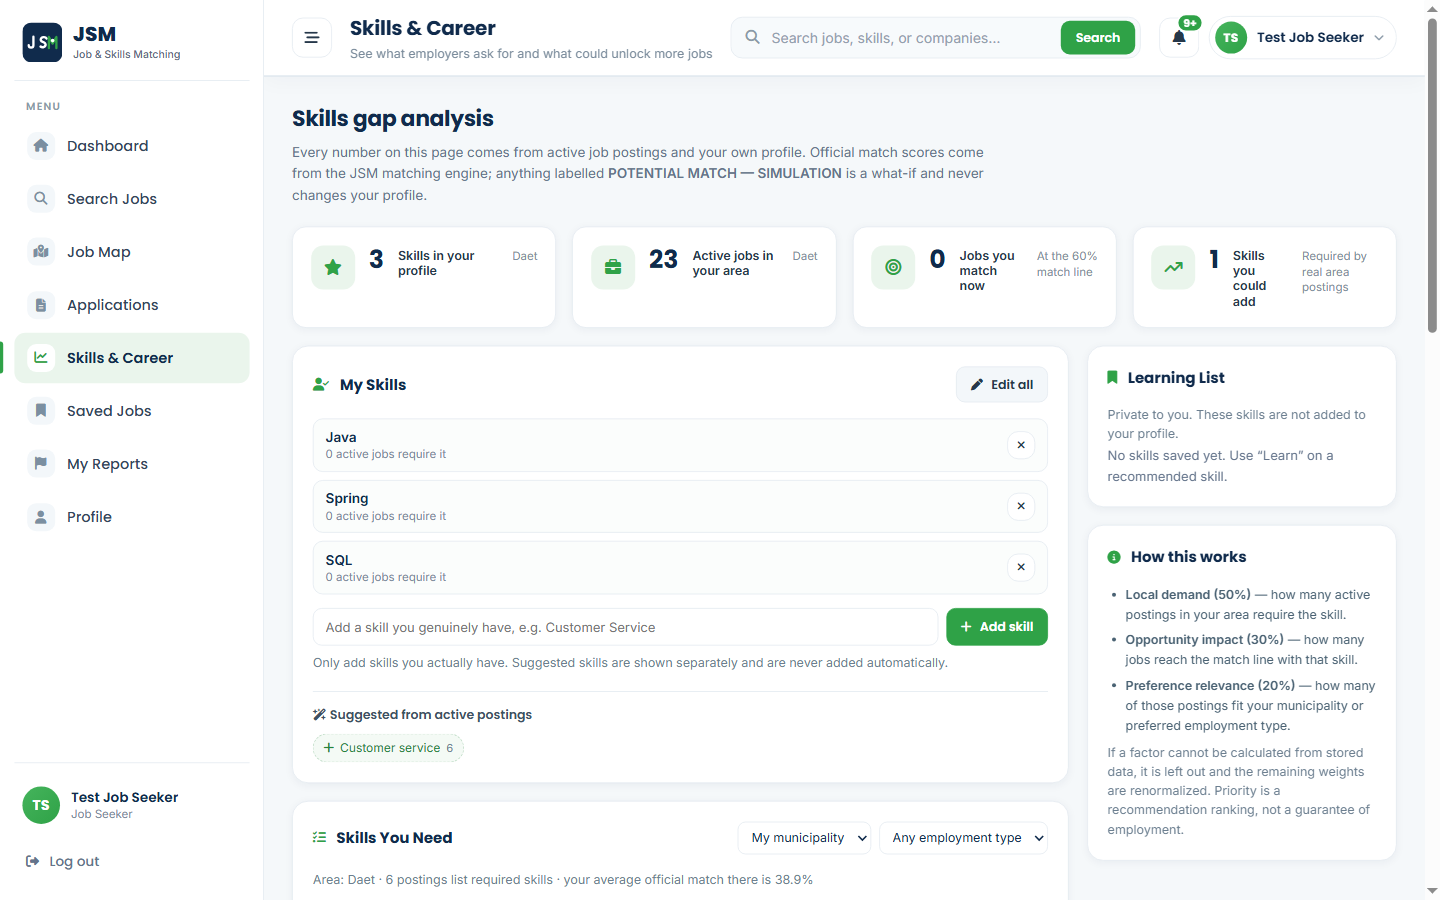 JSM
JSM
Job & Skills Matching
MENU
Dashboard
Search Jobs
Job Map
Applications
Skills & Career
Saved Jobs
My Reports
Profile
TS
Test Job Seeker
Job Seeker
Log out
Skills & Career
See what employers ask for and what could unlock more jobs
Search jobs, skills, or companies...
Search
9+
TS
Test Job Seeker
Skills gap analysis
Every number on this page comes from active job postings and your own profile. Official match scores come
from the JSM matching engine; anything labelled POTENTIAL MATCH — SIMULATION is a what-if and never
changes your profile.
3
Skills in your
profile
Daet
23
Active jobs in
your area
Daet
0
Jobs you
match
now
At the 60%
match line
1
Skills
you
could
add
Required by
real area
postings
My Skills
Edit all
Java
0 active jobs require it
Spring
0 active jobs require it
SQL
0 active jobs require it
Add a skill you genuinely have, e.g. Customer Service
Add skill
Only add skills you actually have. Suggested skills are shown separately and are never added automatically.
Suggested from active postings
+ Customer service 6
Skills You Need
My municipality
Any employment type
Area: Daet · 6 postings list required skills · your average official match there is 38.9%
Learning List
Private to you. These skills are not added to
your profile.
No skills saved yet. Use “Learn” on a
recommended skill.
How this works
• Local demand (50%) — how many active
postings in your area require the skill.
• Opportunity impact (30%) — how many
jobs reach the match line with that skill.
• Preference relevance (20%) — how many
of those postings fit your municipality or
preferred employment type.
If a factor cannot be calculated from stored
data, it is left out and the remaining weights
are renormalized. Priority is a
recommendation ranking, not a guarantee of
employment.